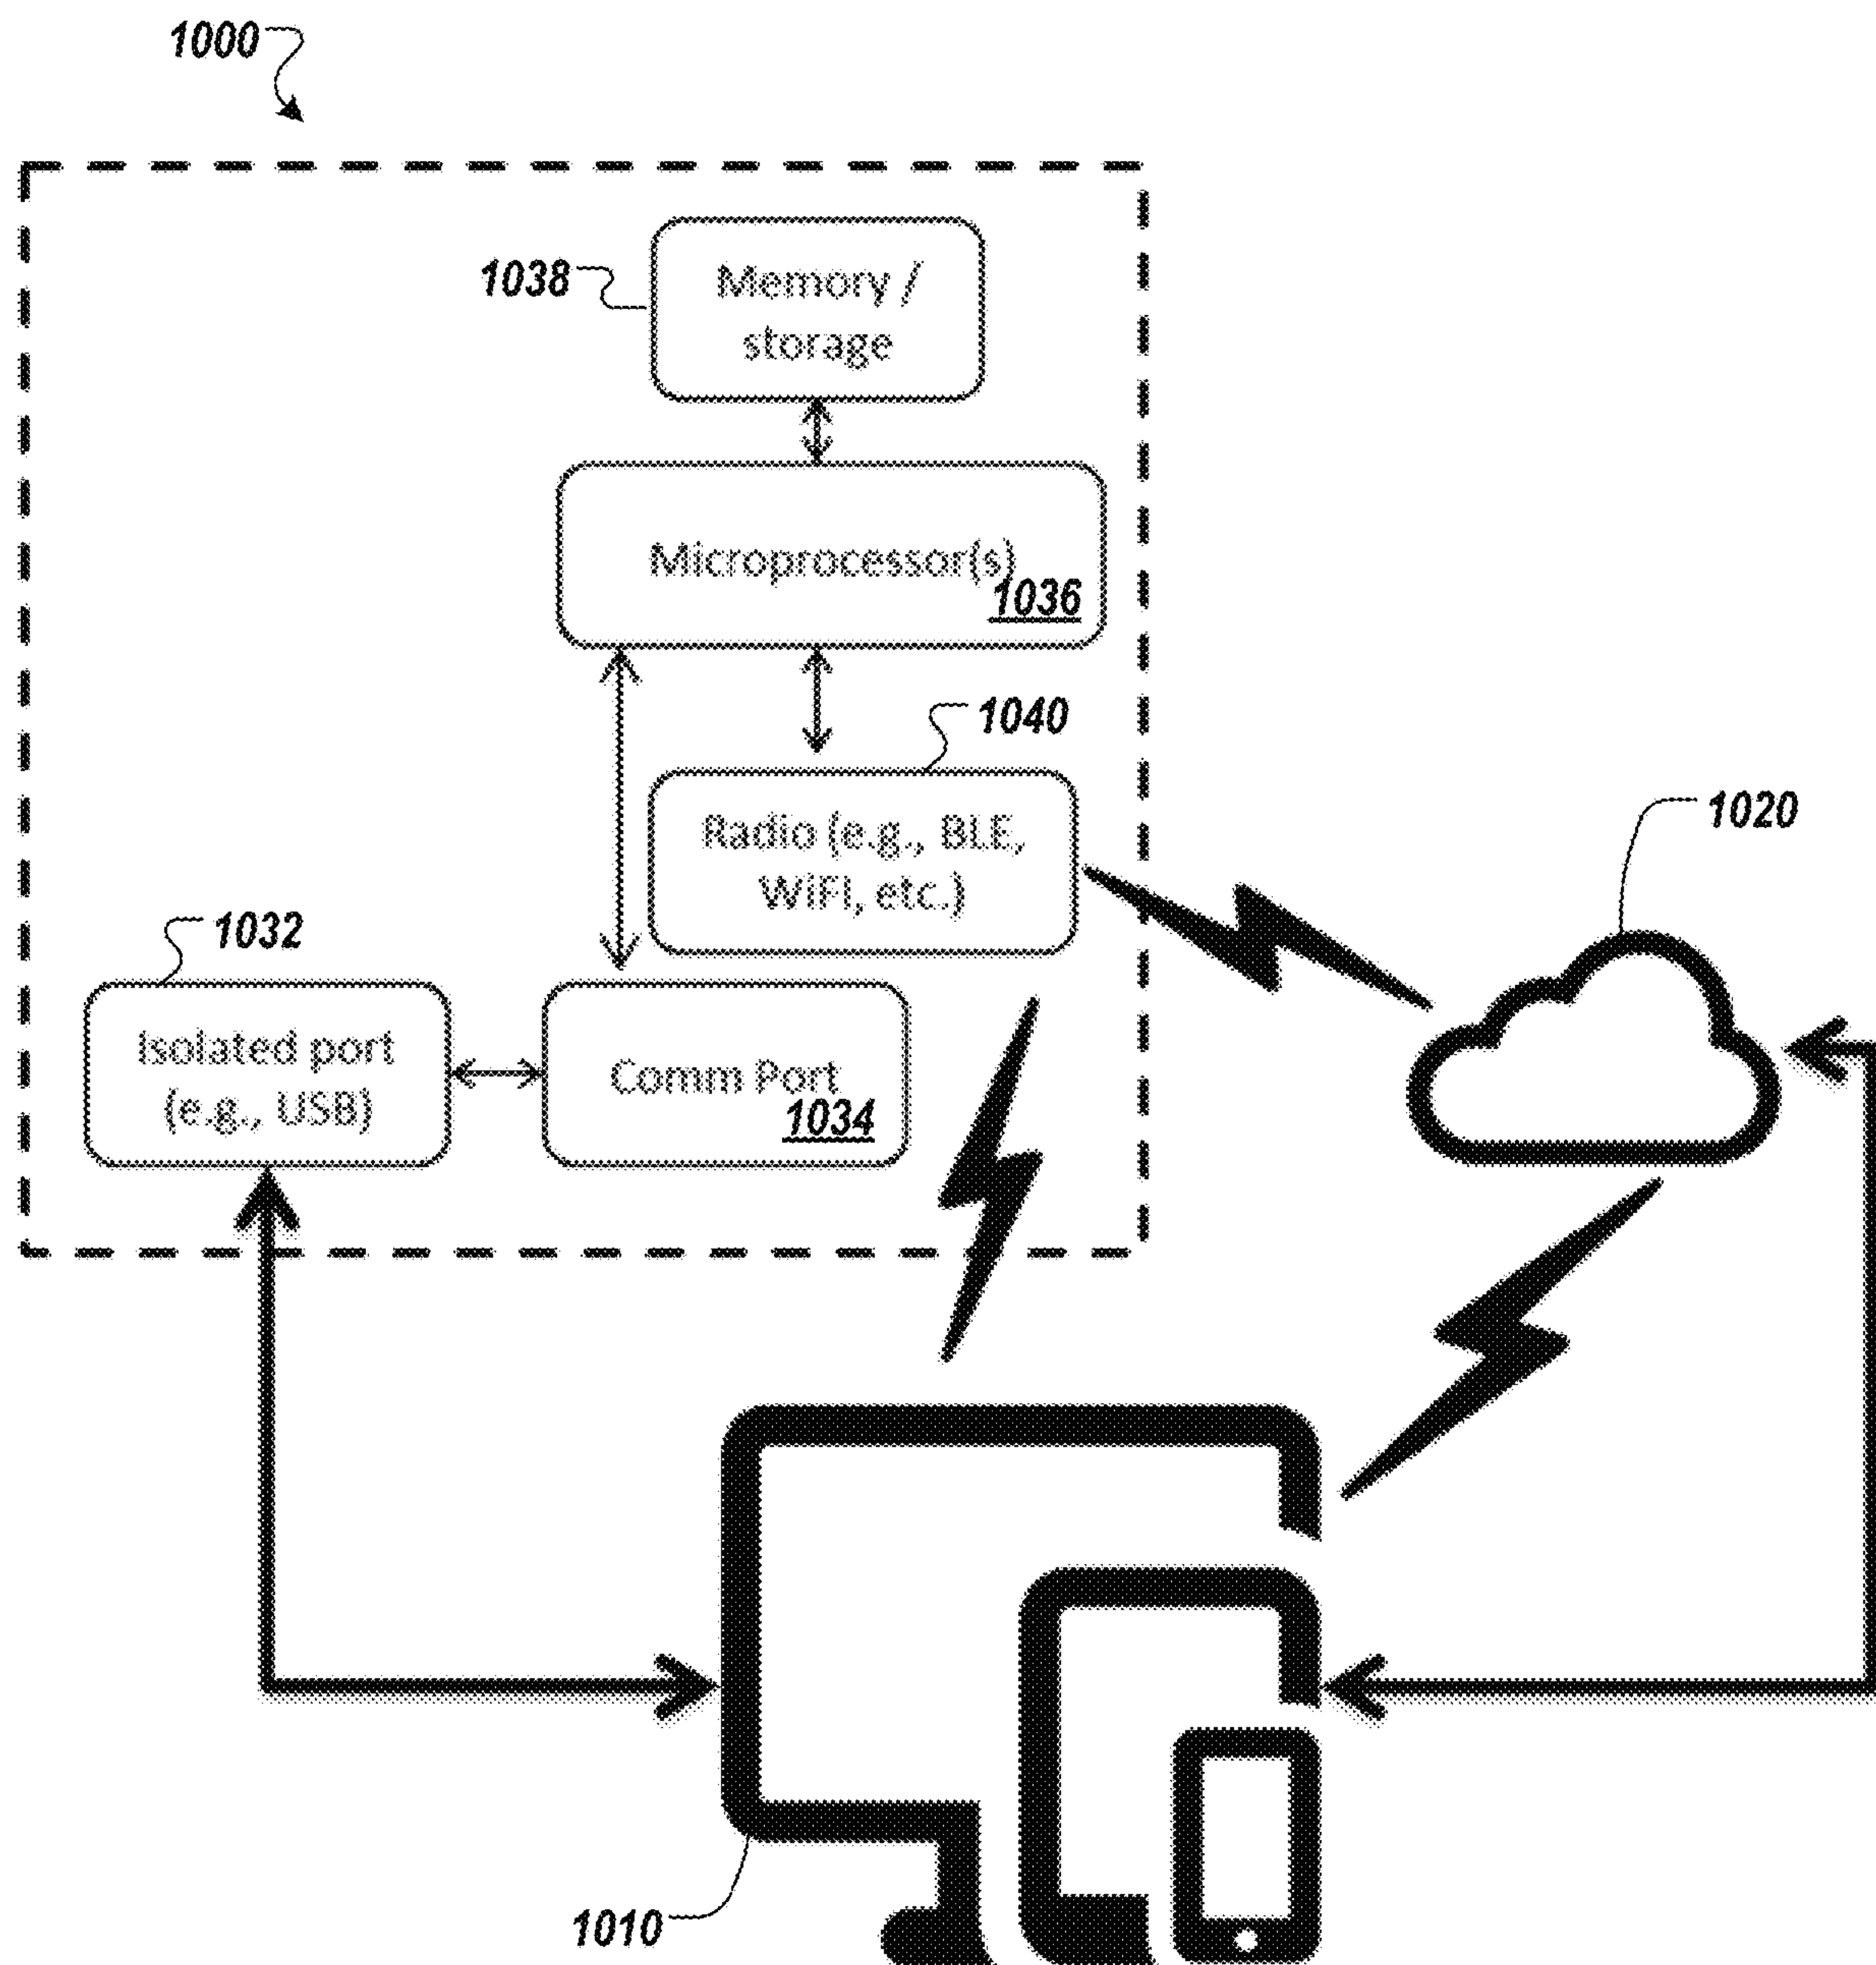 1000
1038
Memory /
storage
Microprocessor(s)
1036
1040
Radio (e.g., BLE,
WiFi, etc.)
1020
1032
Isolated port
(e.g., USB)
Comm Port
1034
1010